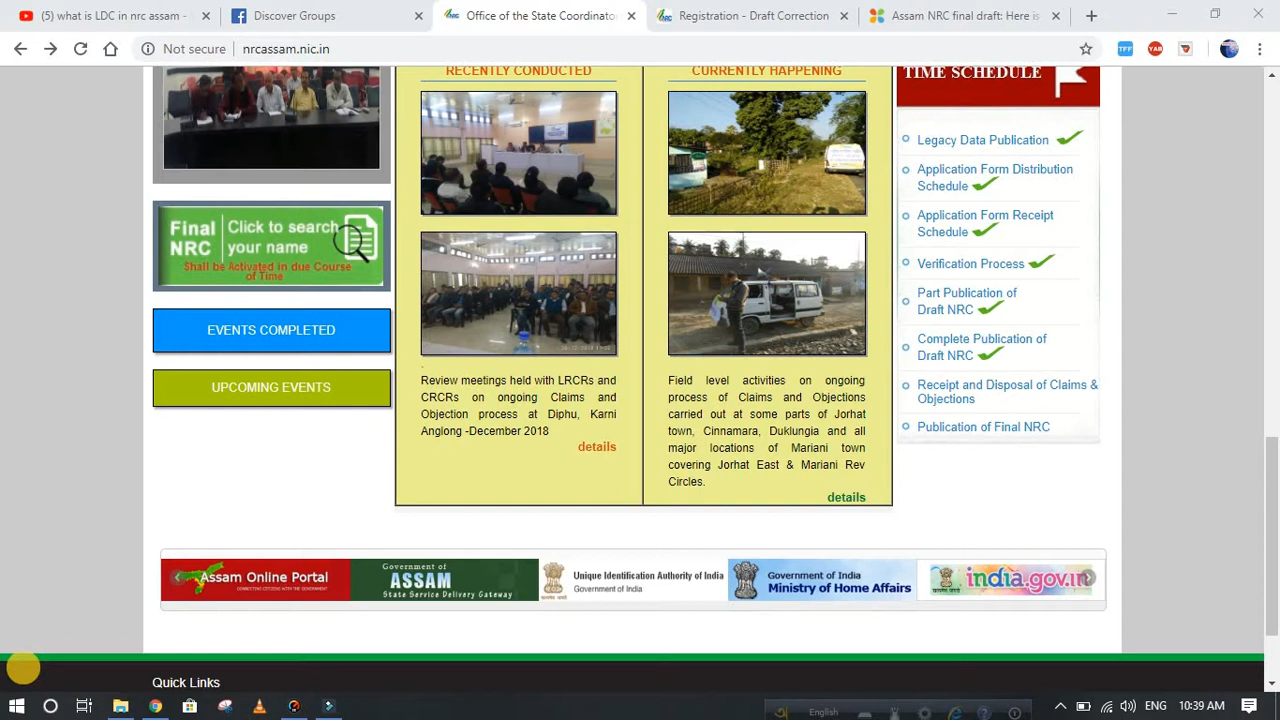 (5) what is LDC in nrc assam -
Discover Groups
Office of the State Coordinator
Registration - Draft Correction
Assam NRC final draft: Here is
Not secure
nrcassam.nic.in
TFF
YAB
RECENTLY CONDUCTED
CURRENTLY HAPPENING
TIME SCHEDULE
Legacy Data Publication
Application Form Distribution
Schedule
Application Form Receipt
Schedule
Verification Process
Part Publication of
Draft NRC
Complete Publication of
Draft NRC
Receipt and Disposal of Claims &
Objections
Publication of Final NRC
Final
NRC
Click to search
your name
Shall be Activated in due Course
of Time
EVENTS COMPLETED
UPCOMING EVENTS
Review meetings held with LRCRs and
CRCRs on ongoing Claims and
Objection process at Diphu, Karni
Anglong -December 2018
details
Field level activities on ongoing
process of Claims and Objections
carried out at some parts of Jorhat
town, Cinnamara, Duklungia and all
major locations of Mariani town
covering Jorhat East & Mariani Rev
Circles.
details
Assam Online Portal
Government of
ASSAM
State Service Delivery Gateway
Unique Identification Authority of India
Government of India
Government of India
Ministry of Home Affairs
india.gov.in
Quick Links
English
ENG
10:39 AM